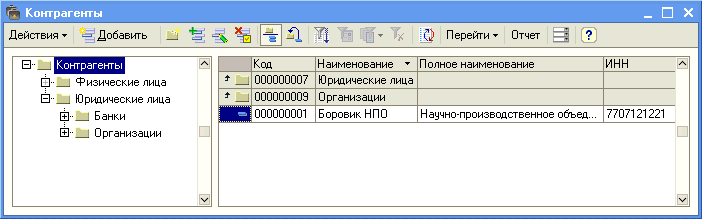 Контрагенты
Действия Добавить Перейти Отчет ?
Контрагенты
Физические лица
Юридические лица
Банки
Организации
Код Наименование Полное наименование ИНН
000000007 Юридические лица
000000009 Организации
000000001 Боровик НПО Научно-производственное объед... 7707121221